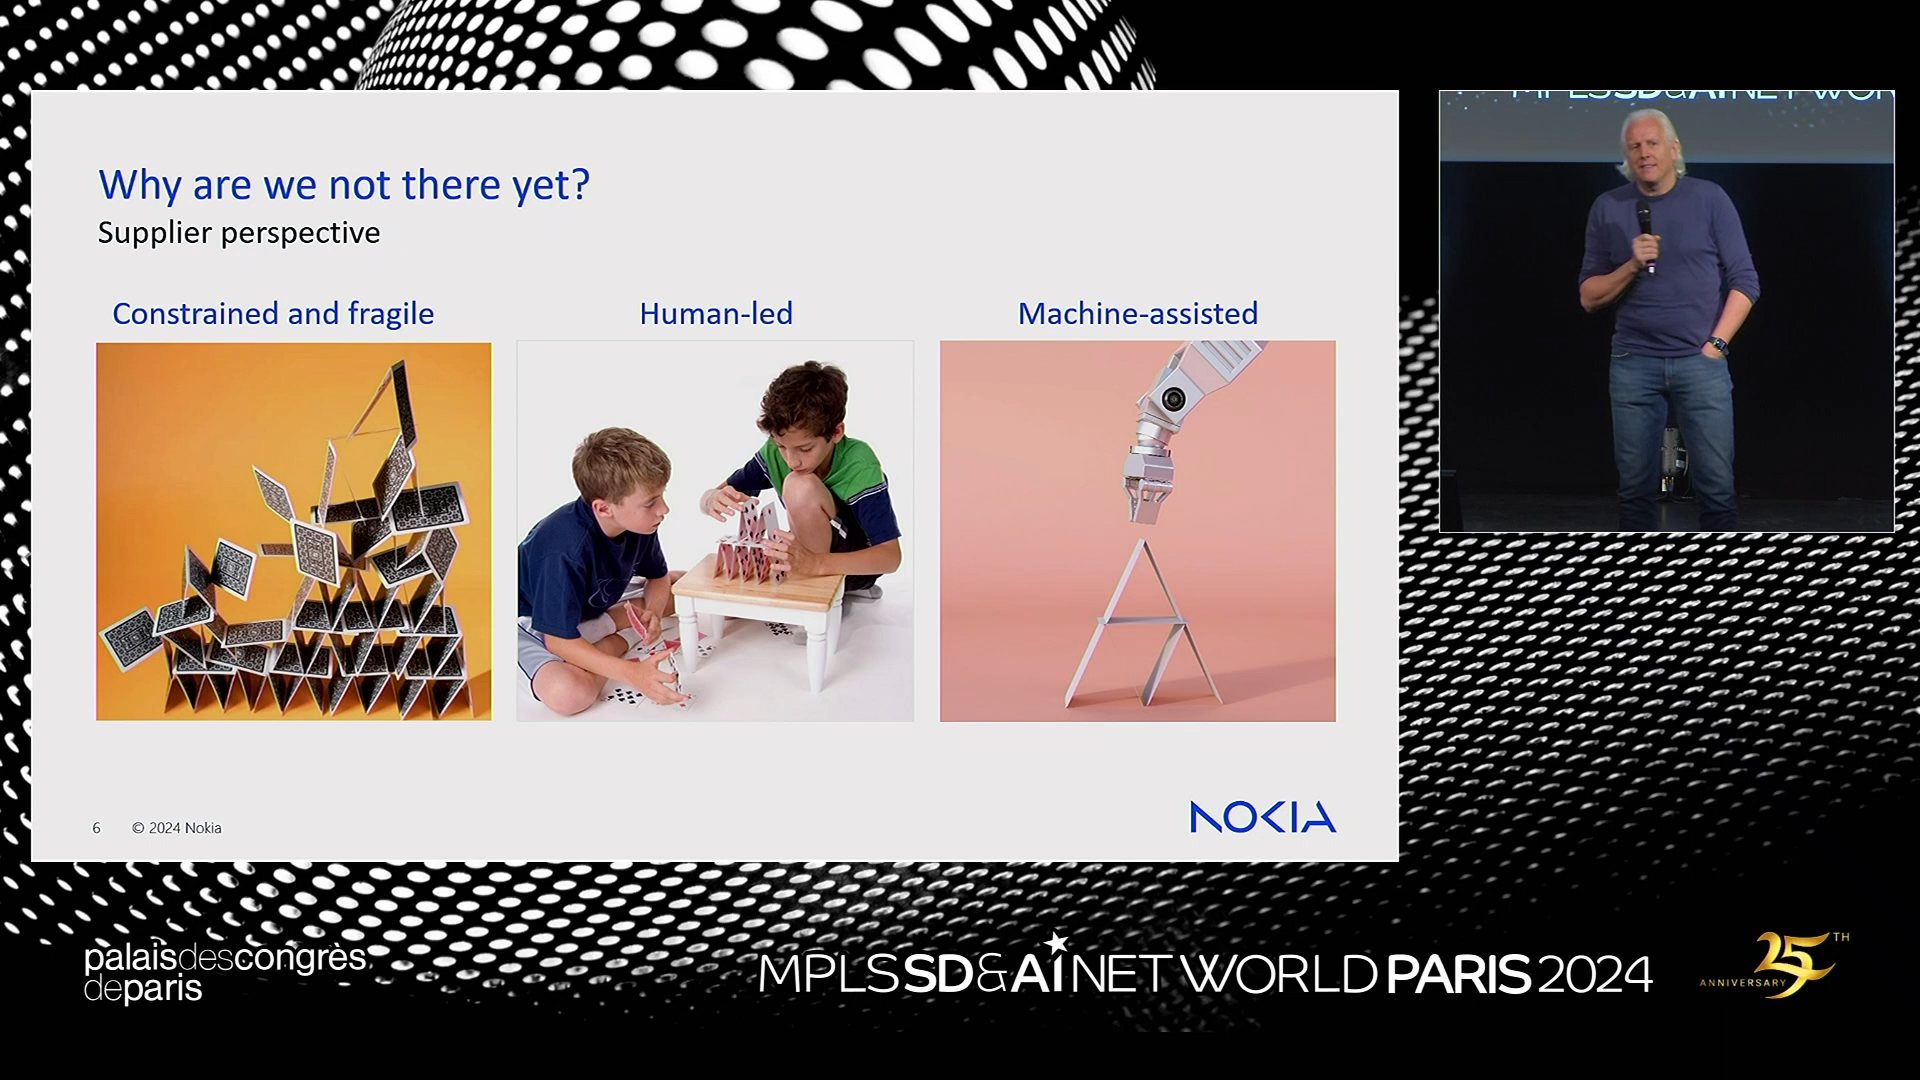 Why are we not there yet?
Supplier perspective
Constrained and fragile
Human-led
Machine-assisted
6 © 2024 Nokia
NOKIA
palaisdescongrès
deparis
MPLS SD & AI NET WORLD PARIS 2024
25TH
ANNIVERSARY